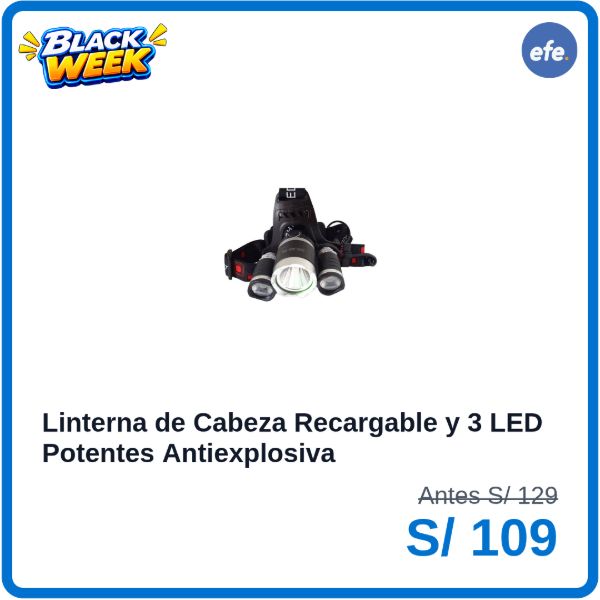 BLACK
WEEK
efe.
Linterna de Cabeza Recargable y 3 LED
Potentes Antiexplosiva
Antes S/ 129
S/ 109